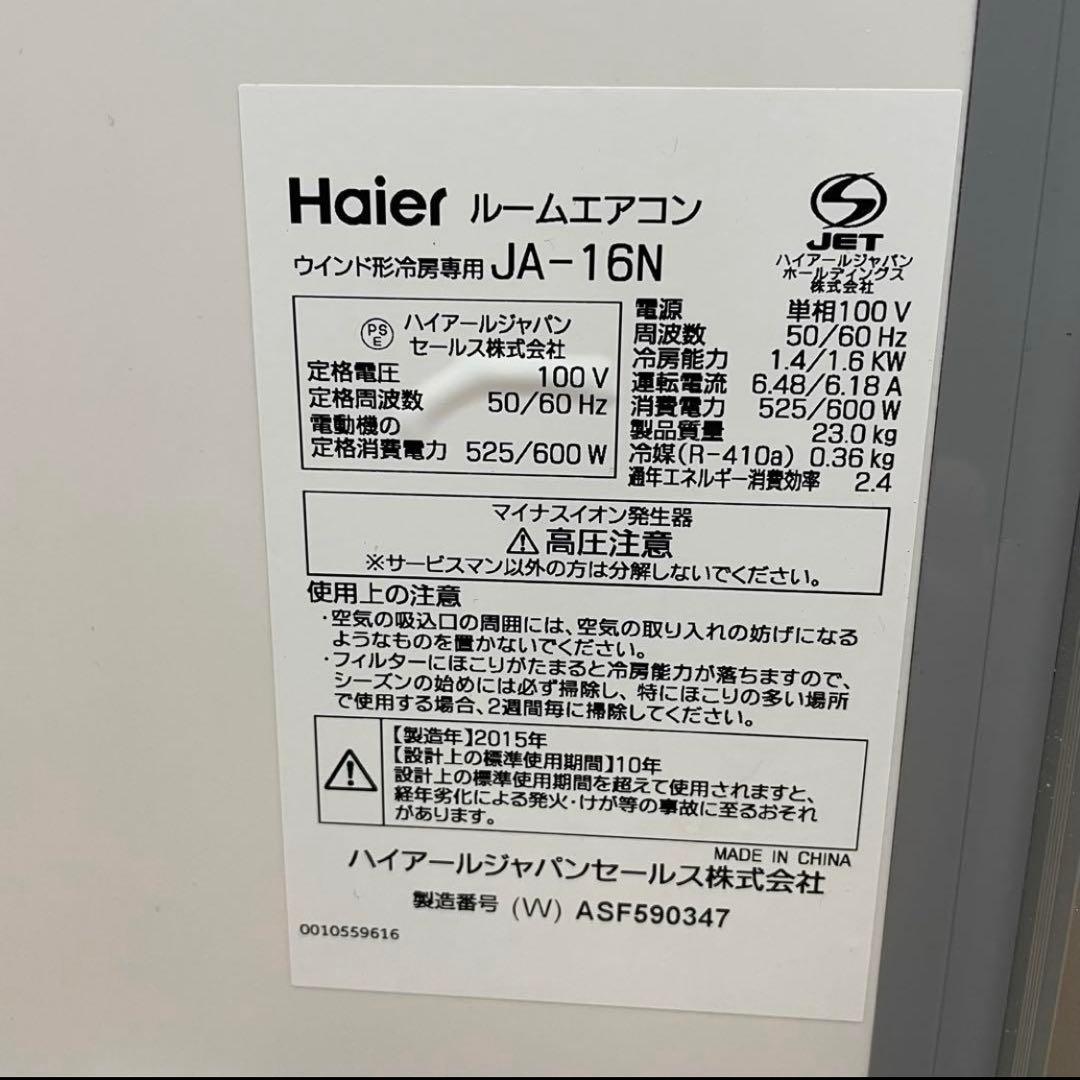 Haier ルームエアコン
ウインド形冷房専用 JA-16N
JET
ハイアールジャパン
ホールディングス
株式会社
PS
E
ハイアールジャパン
セールス株式会社
定格電圧 100 V
定格周波数 50/60 Hz
電動機の
定格消費電力 525/600 W
電源 単相100 V
周波数 50/60 Hz
冷房能力 1.4/1.6 KW
運転電流 6.48/6.18 A
消費電力 525/600 W
製品質量 23.0 kg
冷媒(R-410a) 0.36 kg
通年エネルギー消費効率 2.4
マイナスイオン発生器
⚠高圧注意
※サービスマン以外の方は分解しないでください。
使用上の注意
・空気の吸込口の周囲には、空気の取り入れの妨げになる
ようなものを置かないでください。
・フィルターにほこりがたまると冷房能力が落ちますので、
シーズンの始めには必ず掃除し、特にほこりの多い場所
で使用する場合、2週間毎に掃除してください。
【製造年】2015年
【設計上の標準使用期間】10年
設計上の標準使用期間を超えて使用されますと、
経年劣化による発火・けが等の事故に至るおそれ
があります。
MADE IN CHINA
ハイアールジャパンセールス株式会社
製造番号 (W) ASF590347
0010559616